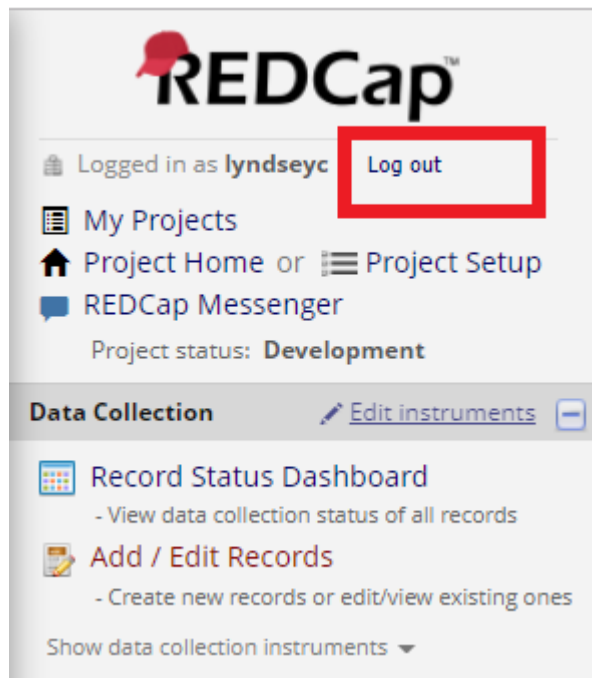 REDCap™
Logged in as lyndseyc Log out
My Projects
Project Home or Project Setup
REDCap Messenger
Project status: Development
Data Collection Edit instruments
Record Status Dashboard
- View data collection status of all records
Add / Edit Records
- Create new records or edit/view existing ones
Show data collection instruments